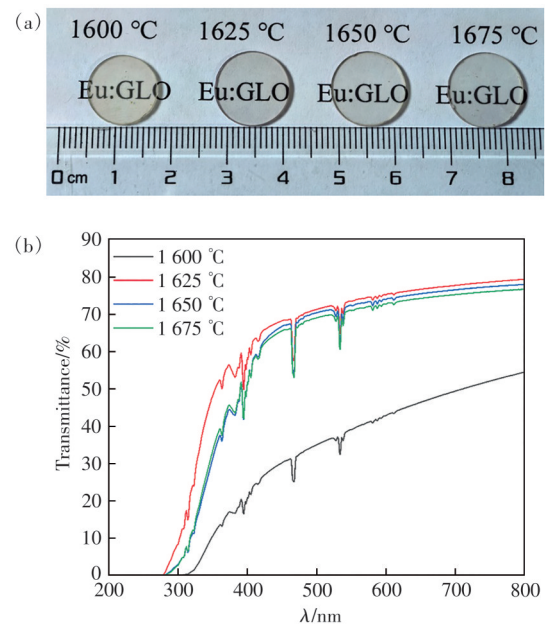 (a)
1600 ℃ 1625 ℃ 1650 ℃ 1675 ℃
Eu:GLO Eu:GLO Eu:GLO Eu:GLO
0 cm 1 2 3 4 5 6 7 8
(b)
90
80
70
60
50
40
30
20
10
0
Transmittance/%
1 600 ℃
1 625 ℃
1 650 ℃
1 675 ℃
200 300 400 500 600 700 800
λ/nm